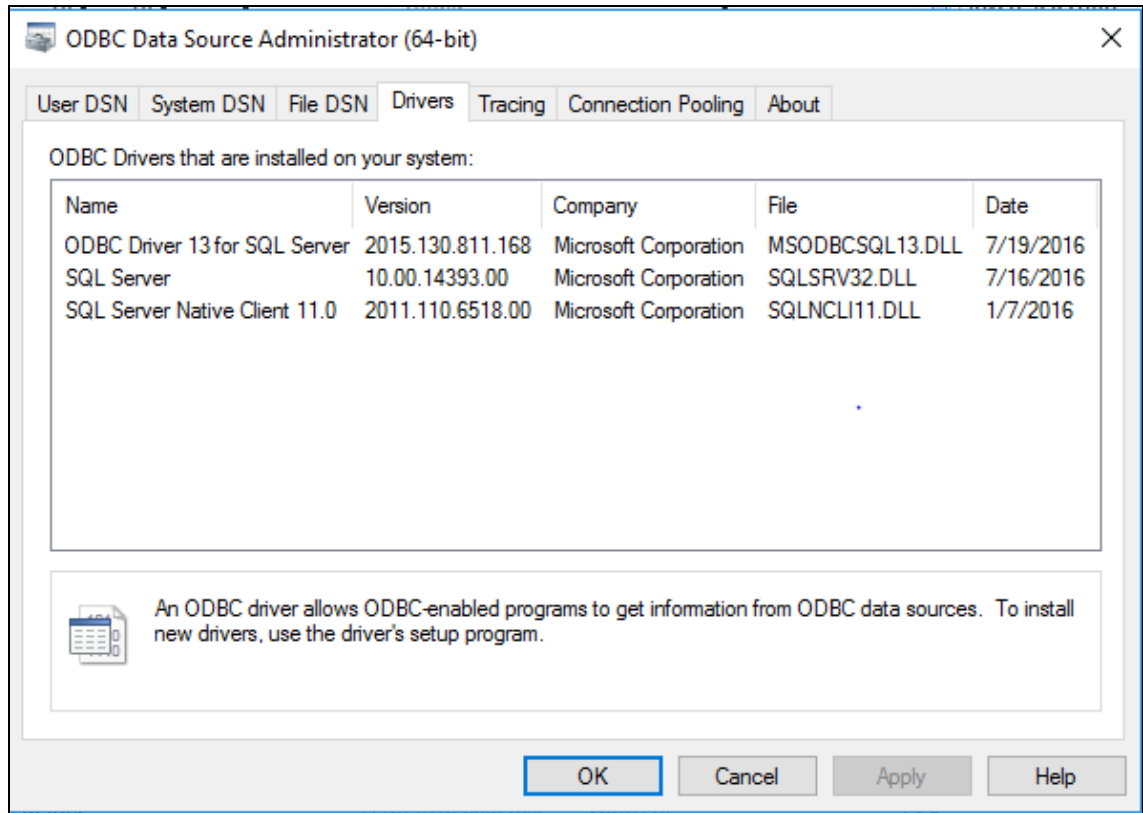 ODBC Data Source Administrator (64-bit)
User DSN System DSN File DSN Drivers Tracing Connection Pooling About
ODBC Drivers that are installed on your system:
Name Version Company File Date
ODBC Driver 13 for SQL Server 2015.130.811.168 Microsoft Corporation MSODBCSQL13.DLL 7/19/2016
SQL Server 10.00.14393.00 Microsoft Corporation SQLSRV32.DLL 7/16/2016
SQL Server Native Client 11.0 2011.110.6518.00 Microsoft Corporation SQLNCLI11.DLL 1/7/2016
An ODBC driver allows ODBC-enabled programs to get information from ODBC data sources. To install
new drivers, use the driver's setup program.
OK Cancel Apply Help